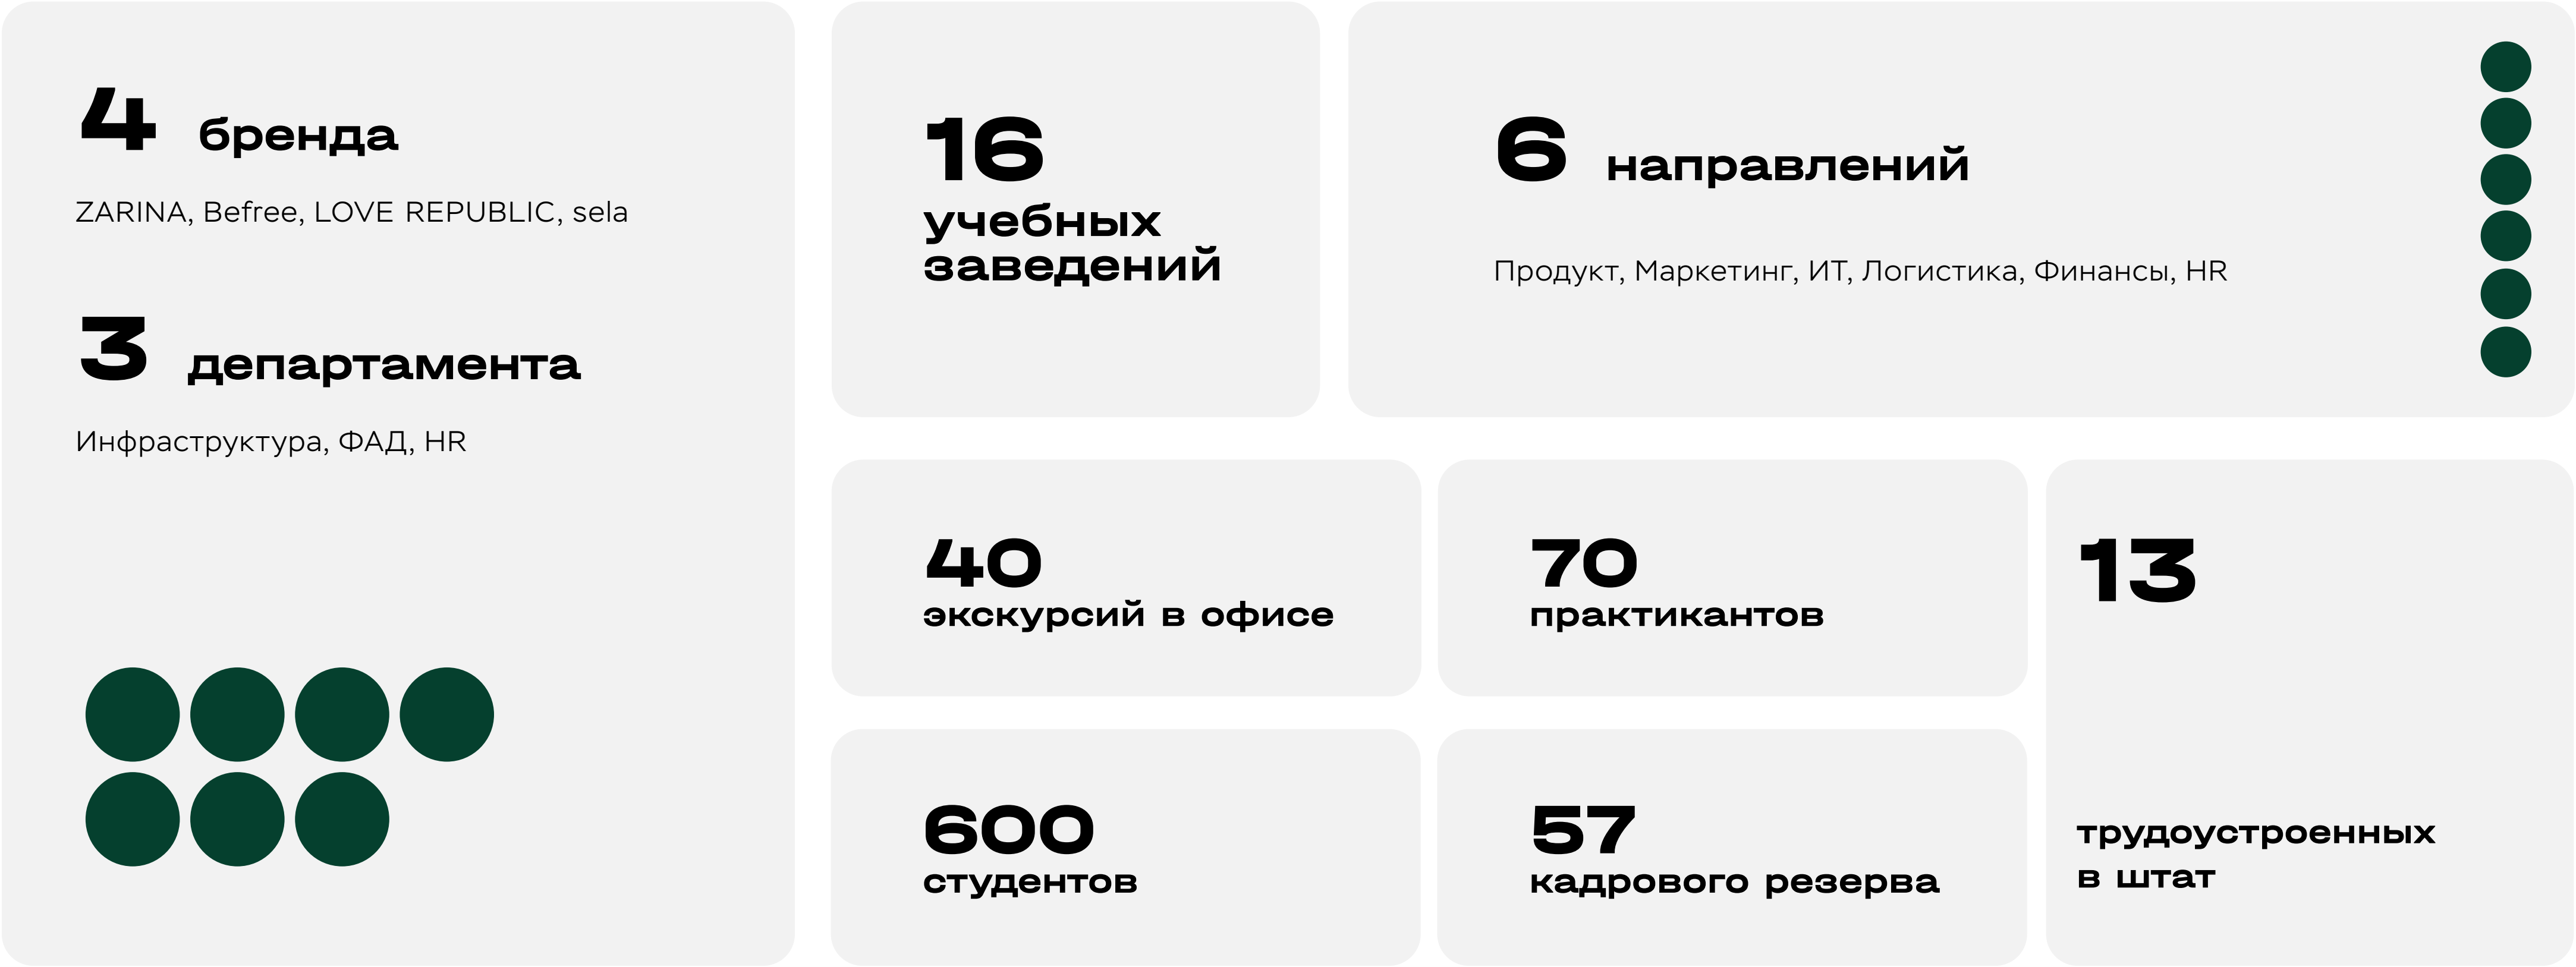 4 бренда
ZARINA, Befree, LOVE REPUBLIC, sela
3 департамента
Инфраструктура, ФАД, HR
16
учебных
заведений
6 направлений
Продукт, Маркетинг, ИТ, Логистика, Финансы, HR
40
экскурсий в офисе
70
практикантов
600
студентов
57
кадрового резерва
13
трудоустроенных
в штат